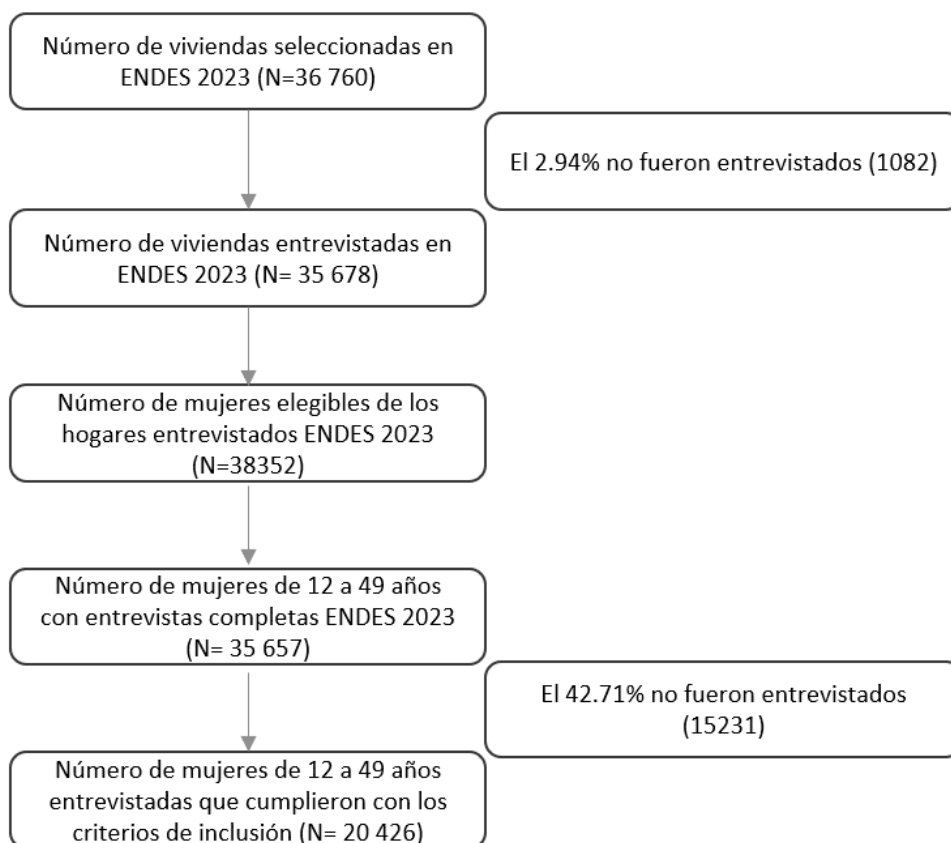 Número de viviendas seleccionadas en
ENDES 2023 (N=36 760)
El 2.94% no fueron entrevistados (1082)
Número de viviendas entrevistadas en
ENDES 2023 (N= 35 678)
Número de mujeres elegibles de los
hogares entrevistados ENDES 2023
(N=38352)
Número de mujeres de 12 a 49 años
con entrevistas completas ENDES 2023
(N= 35 657)
El 42.71% no fueron entrevistados
(15231)
Número de mujeres de 12 a 49 años
entrevistadas que cumplieron con los
criterios de inclusión (N= 20 426)